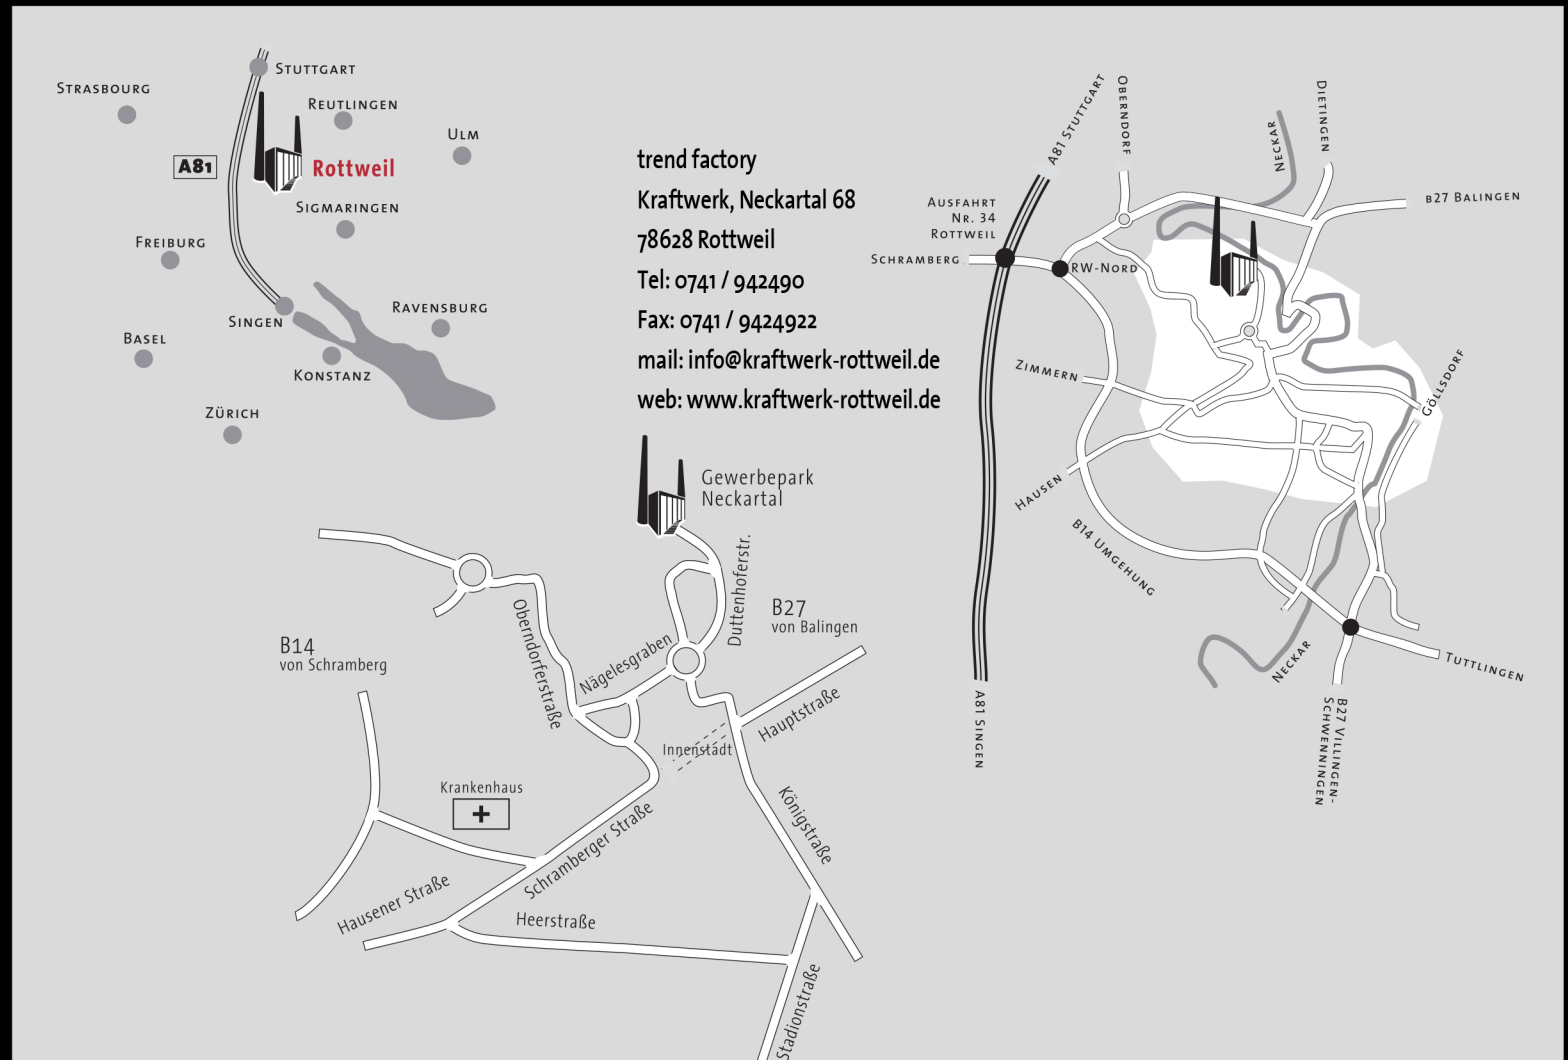 STUTTGART
STRASBOURG
REUTLINGEN
ULM
A81
Rottweil
SIGMARINGEN
FREIBURG
RAVENSBURG
SINGEN
BASEL
KONSTANZ
ZÜRICH
trend factory
Kraftwerk, Neckartal 68
78628 Rottweil
Tel: 0741 / 942490
Fax: 0741 / 9424922
mail: info@kraftwerk-rottweil.de
web: www.kraftwerk-rottweil.de
A81 STUTTGART
OBERNDORF
NECKAR
DIETINGEN
B27 BALINGEN
AUSFAHRT
NR. 34
ROTTWEIL
SCHRAMBERG
RW-NORD
ZIMMERN
GÖLLSDORF
HAUSEN
B14 UMGEHUNG
NECKAR
TUTTLINGEN
A81 SINGEN
B27 VILLINGEN-
SCHWENNINGEN
Gewerbepark
Neckartal
Duttenhoferstr.
B27
von Balingen
Oberndorferstraße
B14
von Schramberg
Nägelesgraben
Hauptstraße
Innenstadt
Krankenhaus
Königstraße
Schramberger Straße
Hausener Straße
Heerstraße
Stadionstraße